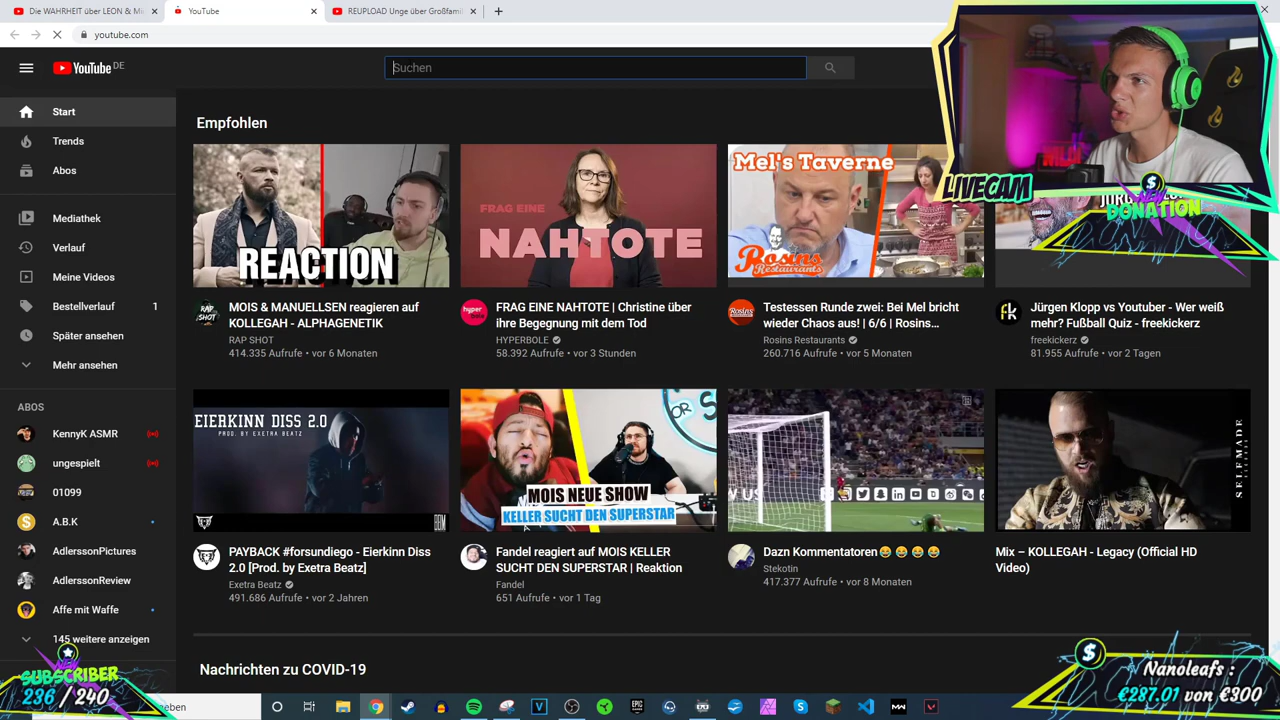 Die WAHRHEIT über LEON & Mi
YouTube
REUPLOAD Unge über Großfamil
youtube.com
YouTube DE
Suchen
LIVECAM
NEW
DONATION
Start
Trends
Abos
Mediathek
Verlauf
Meine Videos
Bestellverlauf 1
Später ansehen
Mehr ansehen
ABOS
KennyK ASMR
ungespielt
01099
A.B.K
AdlerssonPictures
AdlerssonReview
Affe mit Waffe
145 weitere anzeigen
Empfohlen
REACTION
FRAG EINE
NAHTOTE
Mel's Taverne
Rosins
Restaurants
MOIS & MANUELLSEN reagieren auf
KOLLEGAH - ALPHAGENETIK
RAP SHOT
414.335 Aufrufe • vor 6 Monaten
hyper
bole
FRAG EINE NAHTOTE | Christine über
ihre Begegnung mit dem Tod
HYPERBOLE
58.392 Aufrufe • vor 3 Stunden
Testessen Runde zwei: Bei Mel bricht
wieder Chaos aus! | 6/6 | Rosins...
Rosins Restaurants
260.716 Aufrufe • vor 5 Monaten
fk
Jürgen Klopp vs Youtuber - Wer weiß
mehr? Fußball Quiz - freekickerz
freekickerz
81.955 Aufrufe • vor 2 Tagen
EIERKINN DISS 2.0
PROD. BY EXETRA BEATZ
MOIS NEUE SHOW
KELLER SUCHT DEN SUPERSTAR
SELFMADE
PAYBACK #forsundiego - Eierkinn Diss
2.0 [Prod. by Exetra Beatz]
Exetra Beatz
491.686 Aufrufe • vor 2 Jahren
Fandel reagiert auf MOIS KELLER
SUCHT DEN SUPERSTAR | Reaktion
Fandel
651 Aufrufe • vor 1 Tag
Dazn Kommentatoren😂😂😂😂
Stekotin
417.377 Aufrufe • vor 8 Monaten
Mix – KOLLEGAH - Legacy (Official HD
Video)
Nachrichten zu COVID-19
NEW
SUBSCRIBER
236 / 240
eben
Nanoleafs :
€287.01 von €300